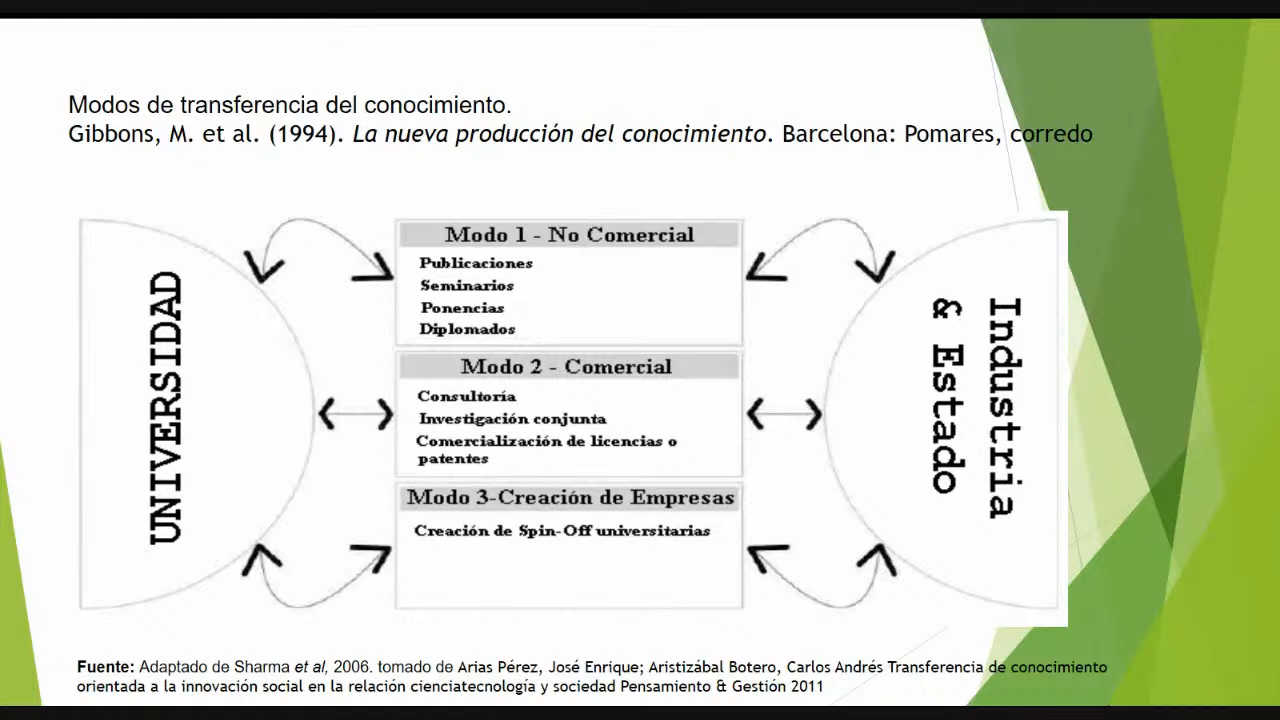 Modos de transferencia del conocimiento.
Gibbons, M. et al. (1994). La nueva producción del conocimiento. Barcelona: Pomares, corredo
UNIVERSIDAD
Modo 1 - No Comercial
Publicaciones
Seminarios
Ponencias
Diplomados
Modo 2 - Comercial
Consultoría
Investigación conjunta
Comercialización de licencias o
patentes
Modo 3-Creación de Empresas
Creación de Spin-Off universitarias
Industria
& Estado
Fuente: Adaptado de Sharma et al, 2006. tomado de Arias Pérez, José Enrique; Aristizábal Botero, Carlos Andrés Transferencia de conocimiento
orientada a la innovación social en la relación cienciatecnología y sociedad Pensamiento & Gestión 2011